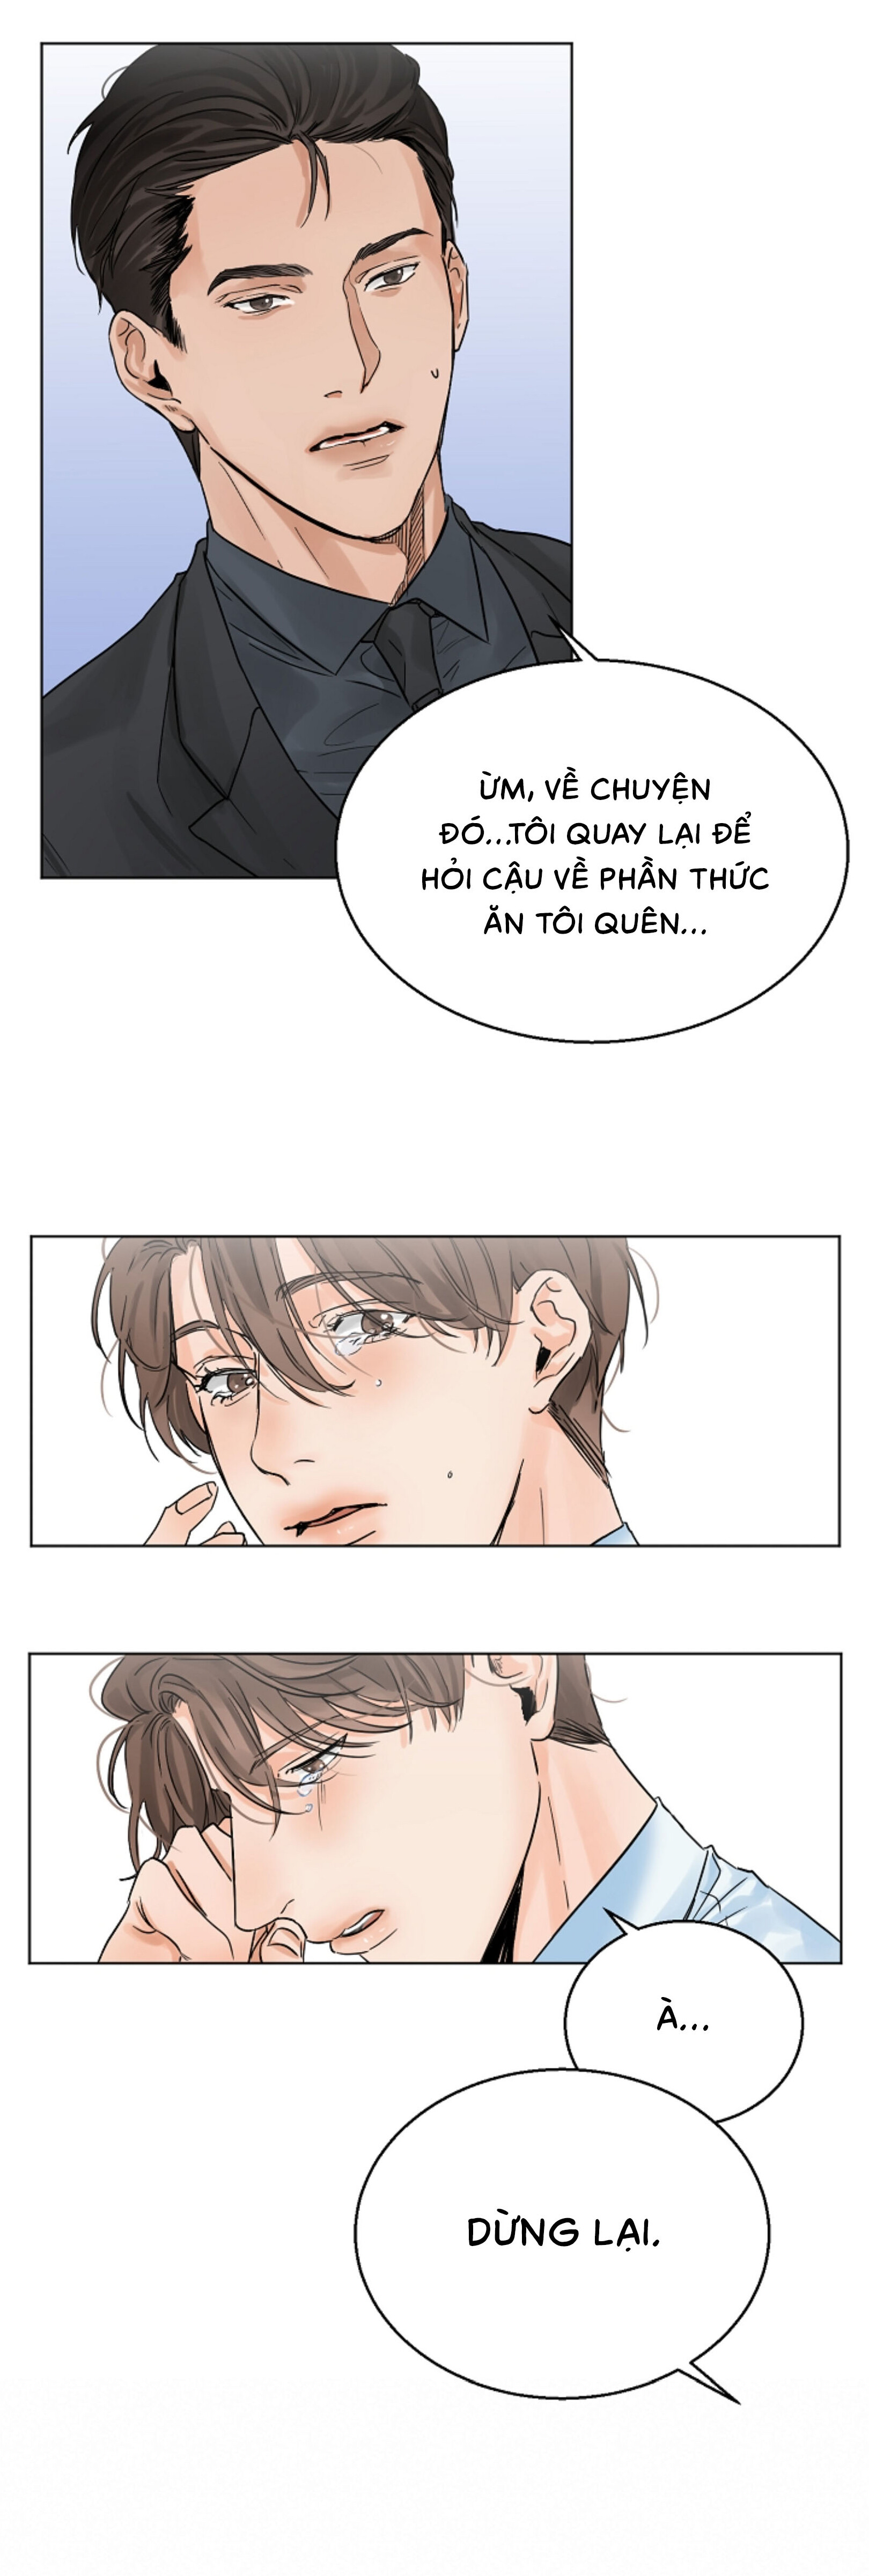 ỪM, VỀ CHUYỆN
ĐÓ...TÔI QUAY LẠI ĐỂ
HỎI CẬU VỀ PHẦN THỨC
ĂN TÔI QUÊN...
À...
DỪNG LẠI.